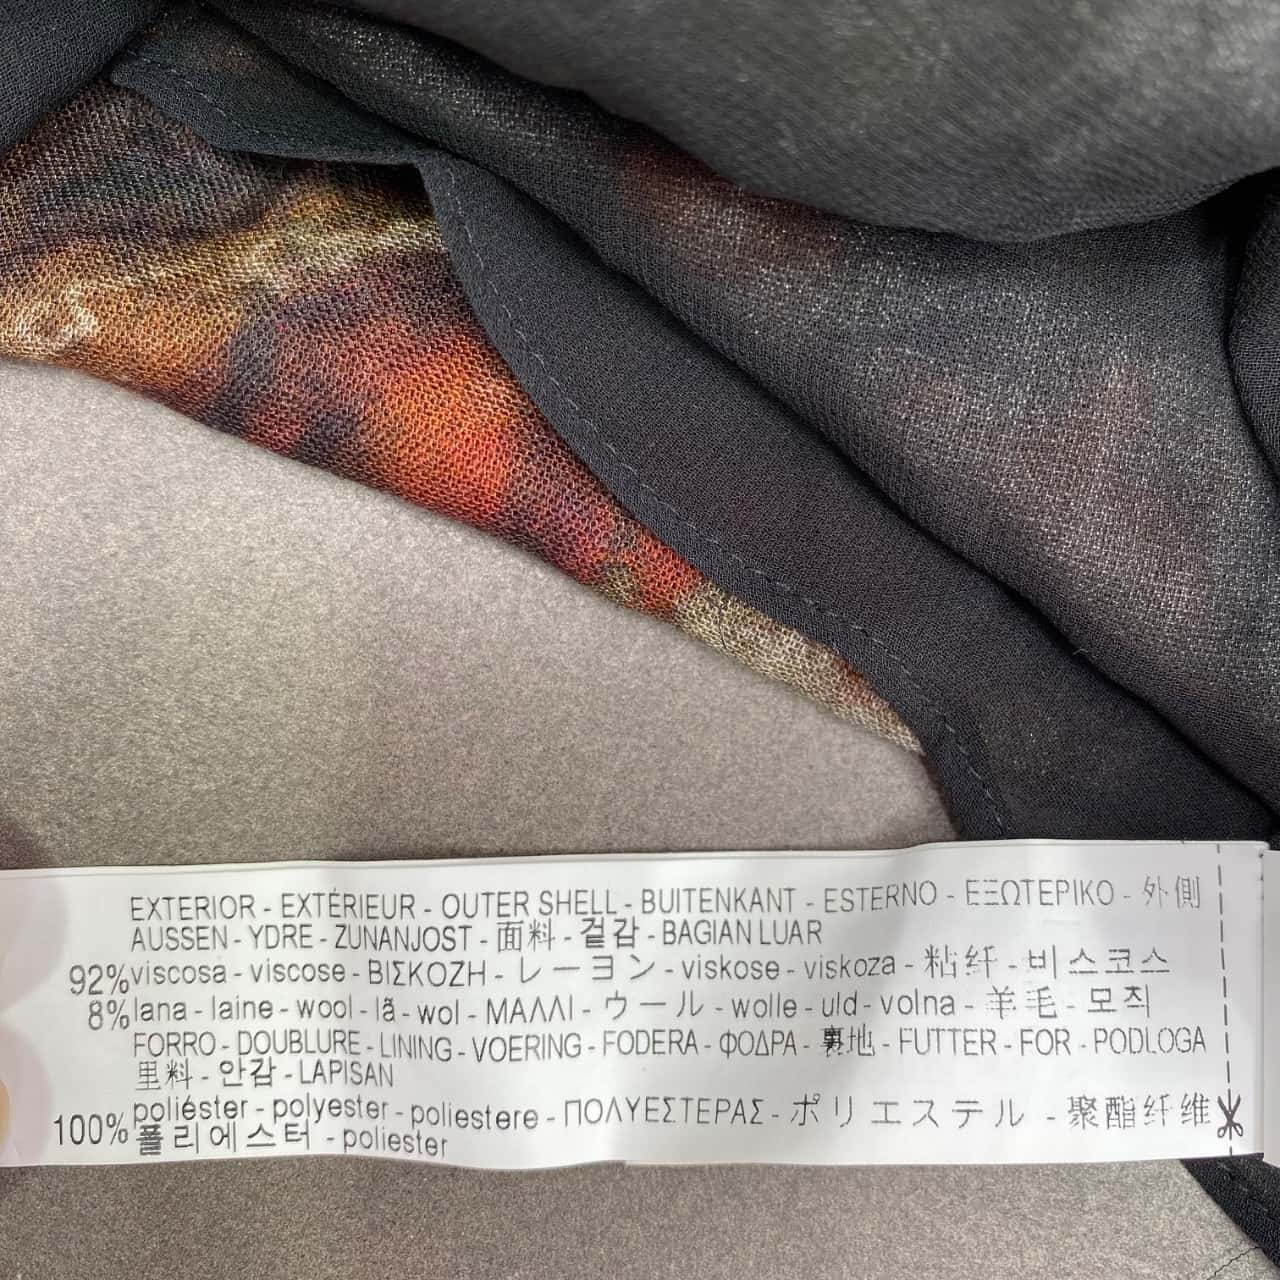 EXTERIOR - EXTÉRIEUR - OUTER SHELL - BUITENKANT - ESTERNO - ΕΞΩΤΕΡΙΚΟ - 外側
AUSSEN - YDRE - ZUNANJOST - 面料 - 겉감 - BAGIAN LUAR
92% viscosa - viscose - ΒΙΣΚΟΖΗ - レーヨン - viskose - viskoza - 粘纤 - 비스코스
8% lana - laine - wool - lã - wol - ΜΑΛΛΙ - ウール - wolle - uld - volna - 羊毛 - 모직
FORRO - DOUBLURE - LINING - VOERING - FODERA - ΦΟΔΡΑ - 裏地 - FUTTER - FOR - PODLOGA
里料 - 안감 - LAPISAN
100% poliéster - polyester - poliestere - ΠΟΛΥΕΣΤΕΡΑΣ - ポリエステル - 聚酯纤维
폴리에스터 - poliester